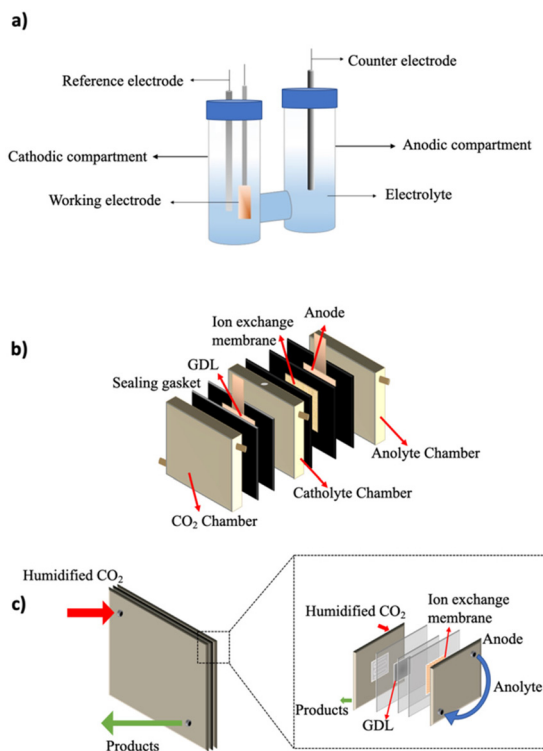 a)
Reference electrode
Counter electrode
Cathodic compartment
Anodic compartment
Working electrode
Electrolyte
b)
Anode
Ion exchange
membrane
GDL
Sealing gasket
Anolyte Chamber
Catholyte Chamber
CO₂ Chamber
c)
Humidified CO₂
Products
Humidified CO₂
Ion exchange
membrane
Anode
Anolyte
Products
GDL